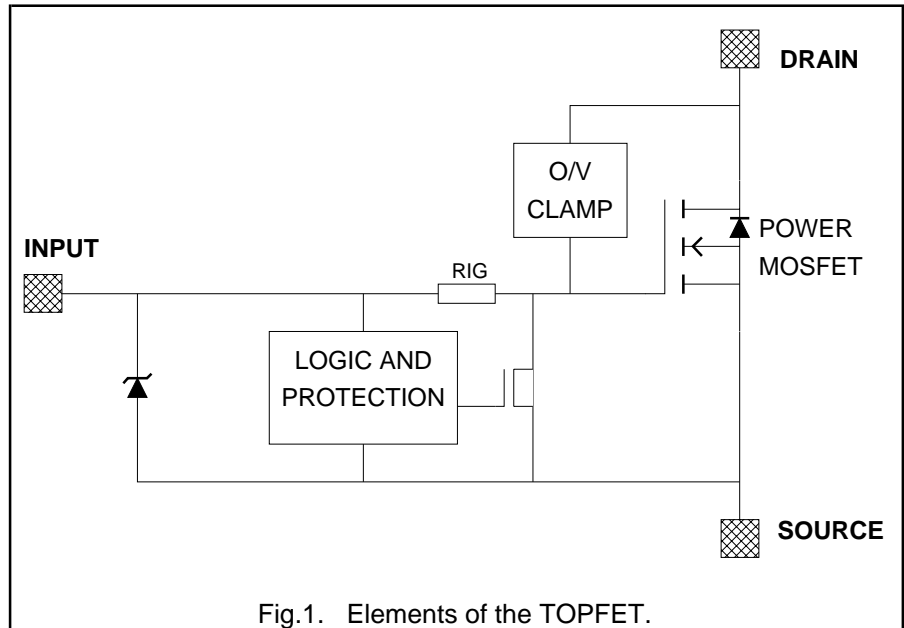 DRAIN
O/V
CLAMP
POWER
MOSFET
INPUT
RIG
LOGIC AND
PROTECTION
SOURCE
Fig.1. Elements of the TOPFET.